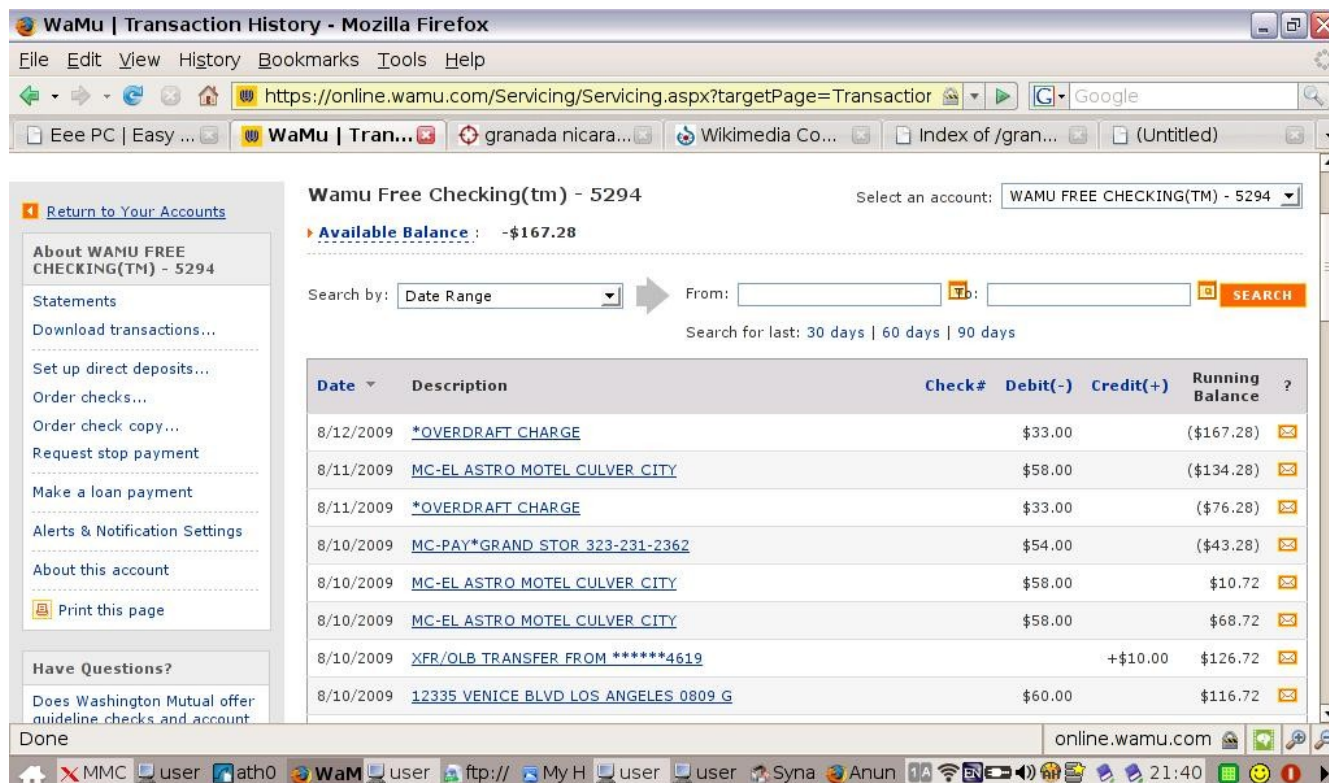 WaMu | Transaction History - Mozilla Firefox
File Edit View History Bookmarks Tools Help
https://online.wamu.com/Servicing/Servicing.aspx?targetPage=Transaction Google
Eee PC | Easy ... WaMu | Tran... granada nicara... Wikimedia Co... Index of /gran... (Untitled)
Return to Your Accounts
About WAMU FREE
CHECKING(TM) - 5294
Statements
Download transactions...
Set up direct deposits...
Order checks...
Order check copy...
Request stop payment
Make a loan payment
Alerts & Notification Settings
About this account
Print this page
Have Questions?
Does Washington Mutual offer
guideline checks and account
Wamu Free Checking(tm) - 5294
Select an account: WAMU FREE CHECKING(TM) - 5294
Available Balance : -$167.28
Search by: Date Range From: To: SEARCH
Search for last: 30 days | 60 days | 90 days
Date Description Check# Debit(-) Credit(+) Running Balance ?
8/12/2009 *OVERDRAFT CHARGE $33.00 ($167.28)
8/11/2009 MC-EL ASTRO MOTEL CULVER CITY $58.00 ($134.28)
8/11/2009 *OVERDRAFT CHARGE $33.00 ($76.28)
8/10/2009 MC-PAY*GRAND STOR 323-231-2362 $54.00 ($43.28)
8/10/2009 MC-EL ASTRO MOTEL CULVER CITY $58.00 $10.72
8/10/2009 MC-EL ASTRO MOTEL CULVER CITY $58.00 $68.72
8/10/2009 XFR/OLB TRANSFER FROM ******4619 +$10.00 $126.72
8/10/2009 12335 VENICE BLVD LOS ANGELES 0809 G $60.00 $116.72
Done online.wamu.com
MMC user ath0 WaM user ftp:// My H user user Syna Anun EN 21:40